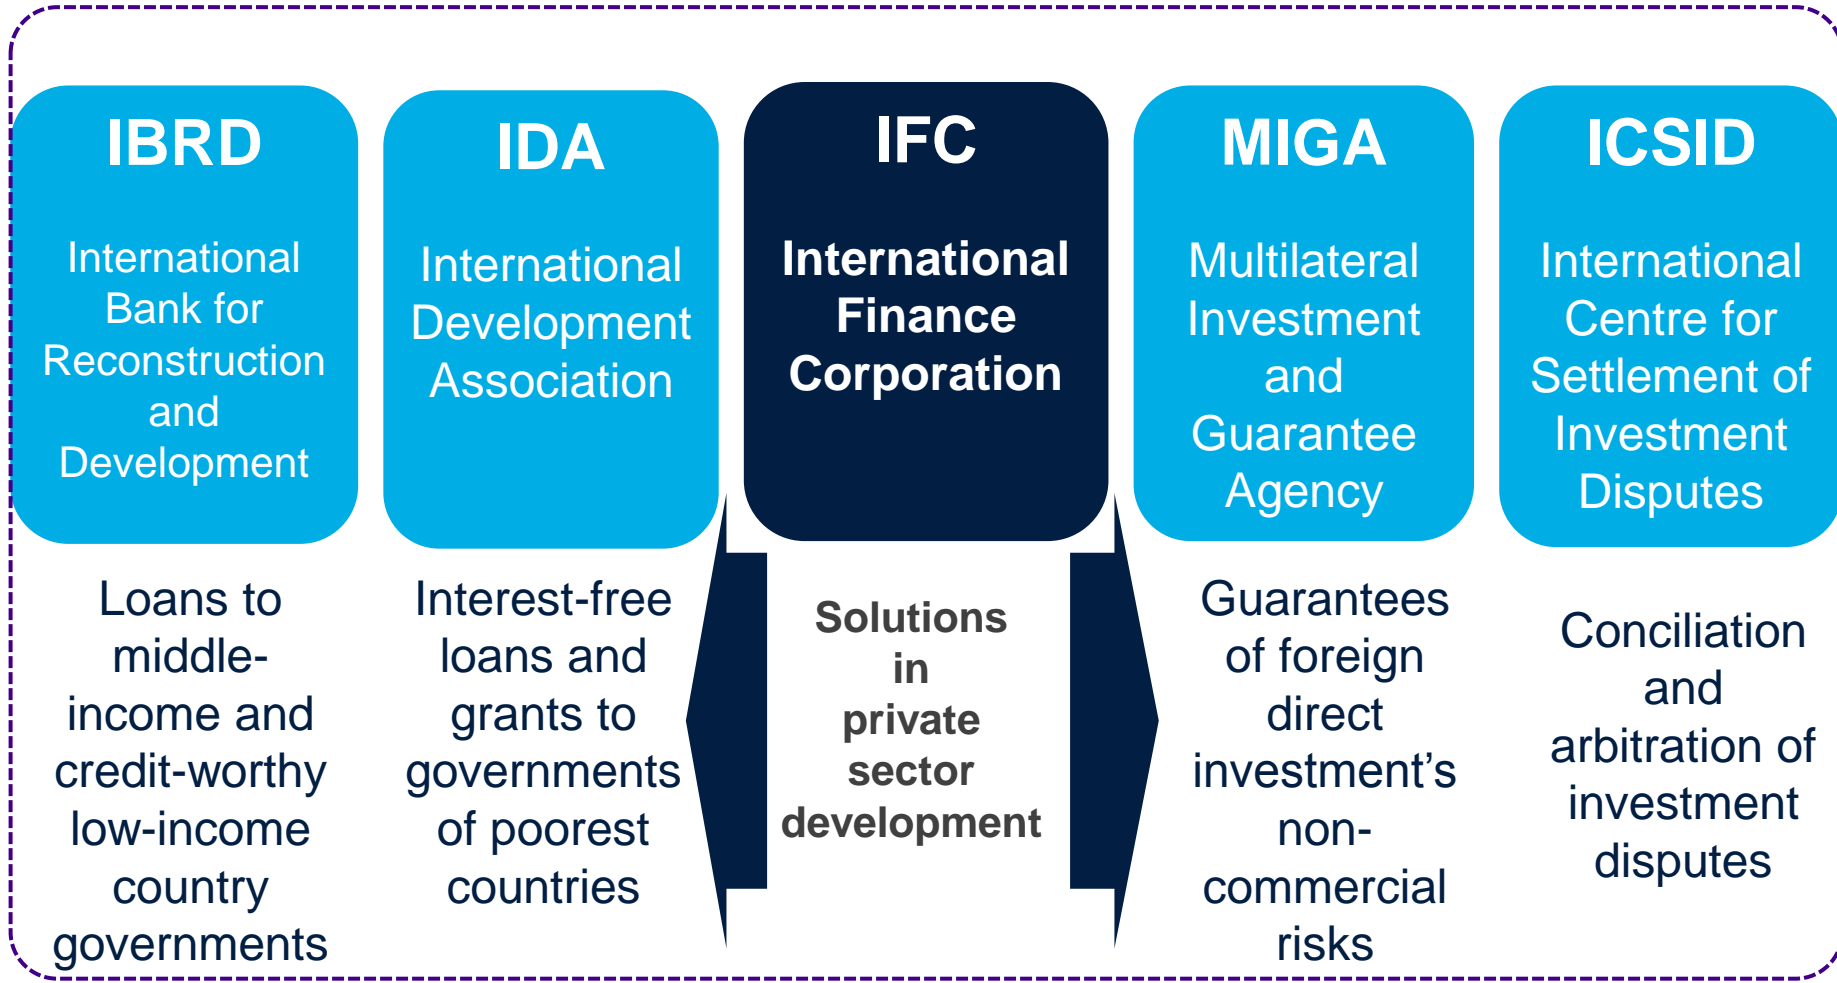 IBRD
International
Bank for
Reconstruction
and
Development
Loans to
middle-
income and
credit-worthy
low-income
country
governments
IDA
International
Development
Association
Interest-free
loans and
grants to
governments
of poorest
countries
IFC
International
Finance
Corporation
Solutions
in
private
sector
development
MIGA
Multilateral
Investment
and
Guarantee
Agency
Guarantees
of foreign
direct
investment’s
non-
commercial
risks
ICSID
International
Centre for
Settlement of
Investment
Disputes
Conciliation
and
arbitration of
investment
disputes